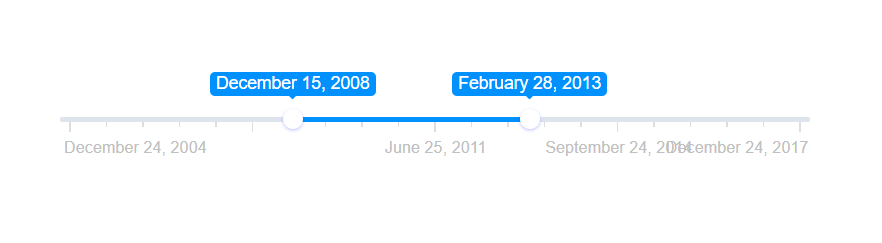 December 15, 2008
February 28, 2013
December 24, 2004
June 25, 2011
September 24, 2014
December 24, 2017